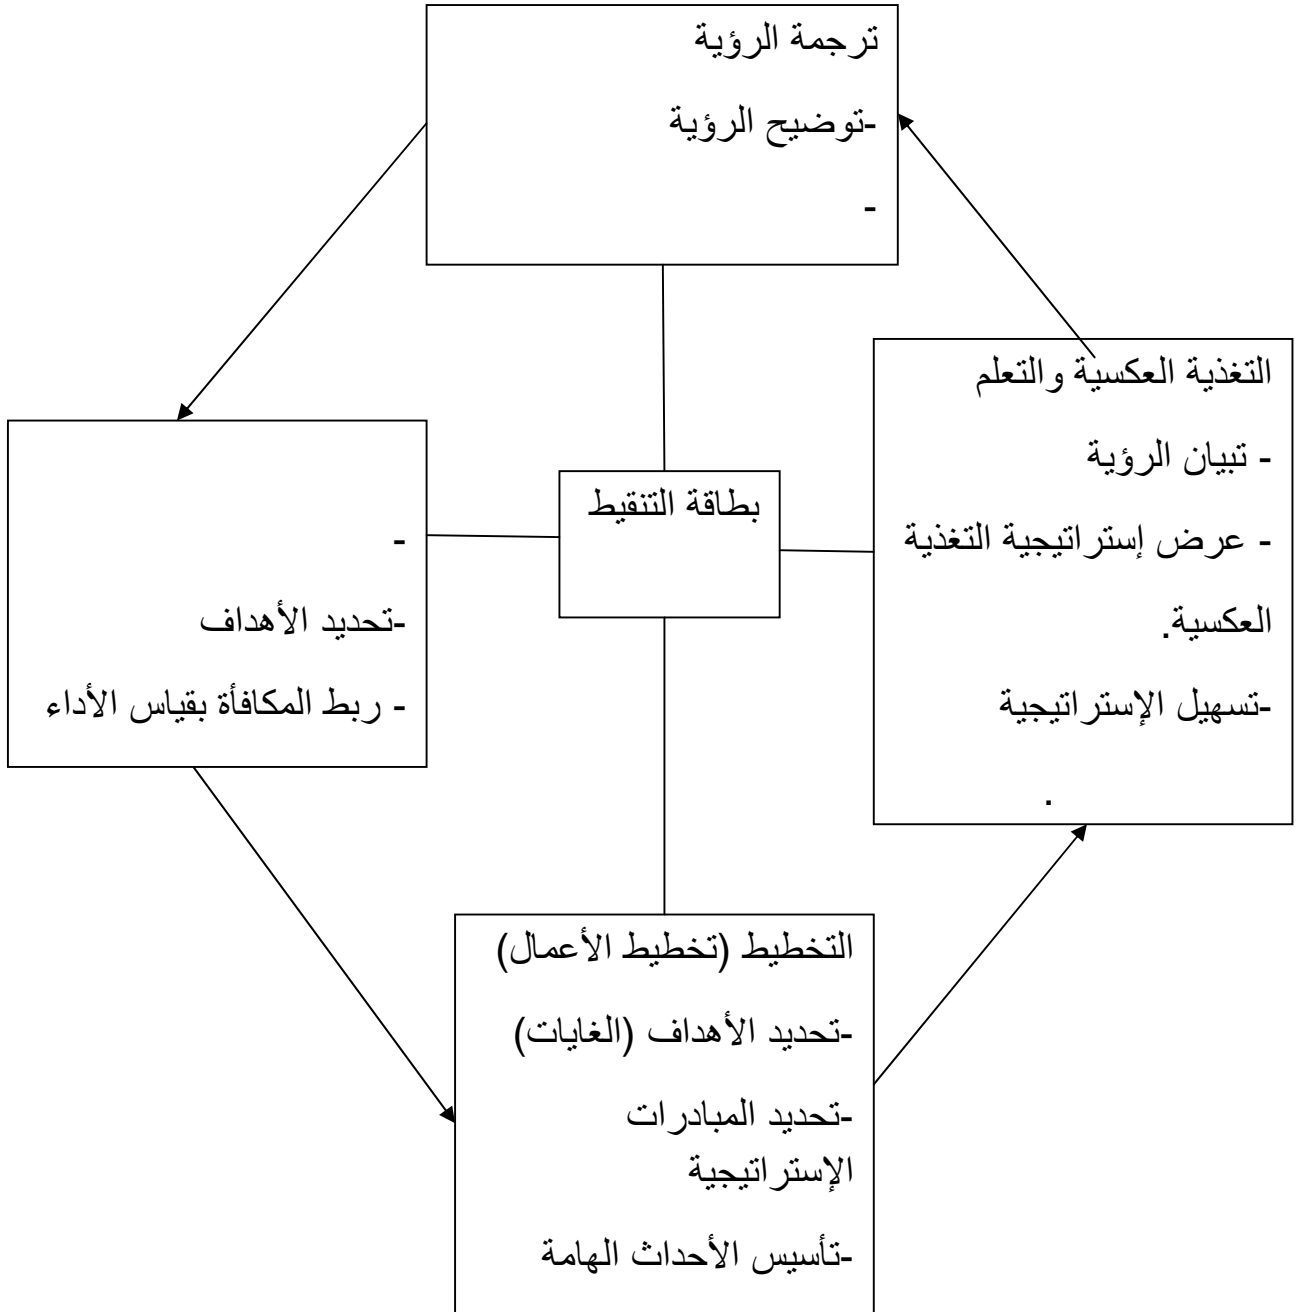 ترجمة الرؤية
-توضيح الرؤية
-
التغذية العكسية والتعلم
- تبيان الرؤية
- عرض إستراتيجية التغذية
العكسية.
-تسهيل الإستراتيجية
.
بطاقة التنقيط
-
-تحديد الأهداف
- ربط المكافأة بقياس الأداء
التخطيط (تخطيط الأعمال)
-تحديد الأهداف (الغايات)
-تحديد المبادرات
الإستراتيجية
-تأسيس الأحداث الهامة